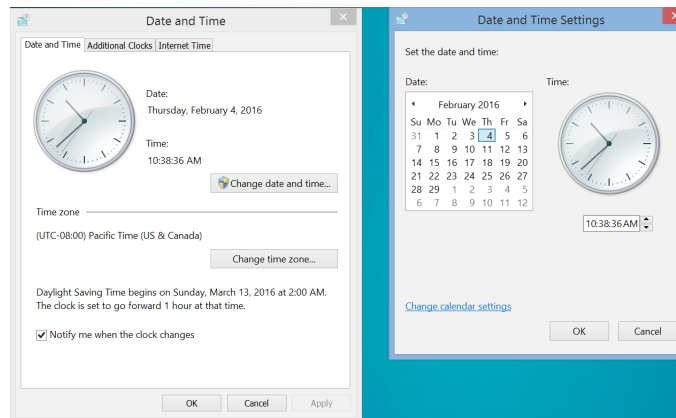 Date and Time
Date and Time Additional Clocks Internet Time
Date:
Thursday, February 4, 2016
Time:
10:38:36 AM
Change date and time...
Time zone
(UTC-08:00) Pacific Time (US & Canada)
Change time zone...
Daylight Saving Time begins on Sunday, March 13, 2016 at 2:00 AM.
The clock is set to go forward 1 hour at that time.
Notify me when the clock changes
OK Cancel Apply
Date and Time Settings
Set the date and time:
Date: Time:
February 2016
Su Mo Tu We Th Fr Sa
31 1 2 3 4 5 6
7 8 9 10 11 12 13
14 15 16 17 18 19 20
21 22 23 24 25 26 27
28 29 1 2 3 4 5
6 7 8 9 10 11 12
10:38:36 AM
Change calendar settings
OK Cancel